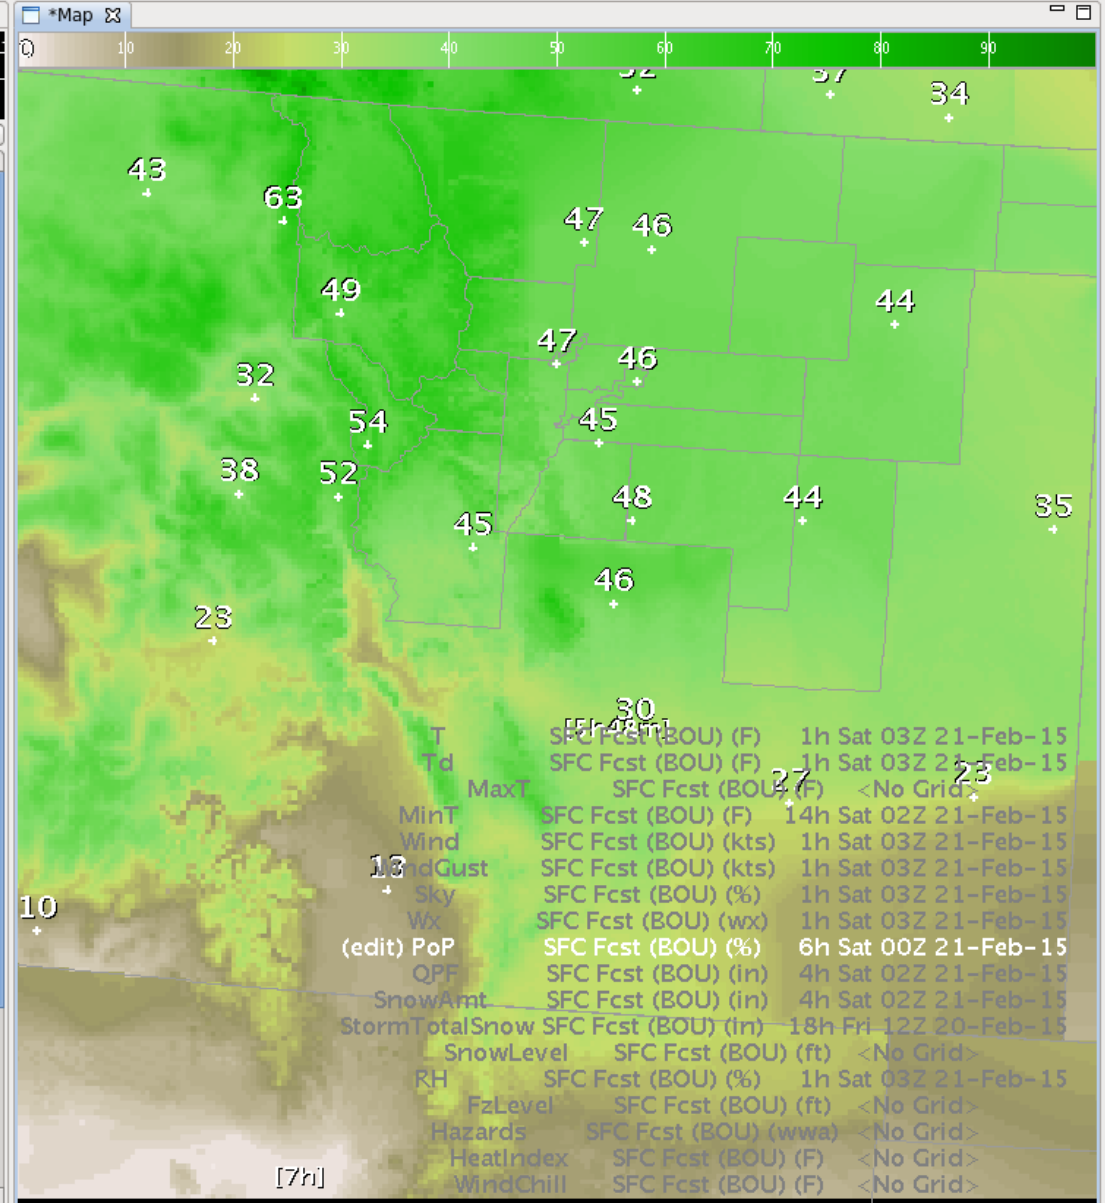 *Map
10 20 30 40 50 60 70 80 90
34
43
63
47
46
49
44
47
46
32
54
45
38
52
48
44
35
45
46
23
30
T SFC Fcst (BOU) (F) 1h Sat 03Z 21-Feb-15
Td SFC Fcst (BOU) (F) 1h Sat 03Z 21-Feb-15
27
23
MaxT SFC Fcst (BOU) (F) <No Grid>
MinT SFC Fcst (BOU) (F) 14h Sat 02Z 21-Feb-15
Wind SFC Fcst (BOU) (kts) 1h Sat 03Z 21-Feb-15
13
WindGust SFC Fcst (BOU) (kts) 1h Sat 03Z 21-Feb-15
Sky SFC Fcst (BOU) (%) 1h Sat 03Z 21-Feb-15
10
Wx SFC Fcst (BOU) (wx) 1h Sat 03Z 21-Feb-15
(edit) PoP SFC Fcst (BOU) (%) 6h Sat 00Z 21-Feb-15
QPF SFC Fcst (BOU) (in) 4h Sat 02Z 21-Feb-15
SnowAmt SFC Fcst (BOU) (in) 4h Sat 02Z 21-Feb-15
StormTotalSnow SFC Fcst (BOU) (in) 18h Fri 12Z 20-Feb-15
SnowLevel SFC Fcst (BOU) (ft) <No Grid>
RH SFC Fcst (BOU) (%) 1h Sat 03Z 21-Feb-15
FzLevel SFC Fcst (BOU) (ft) <No Grid>
Hazards SFC Fcst (BOU) (wwa) <No Grid>
HeatIndex SFC Fcst (BOU) (F) <No Grid>
[7h]
WindChill SFC Fcst (BOU) (F) <No Grid>